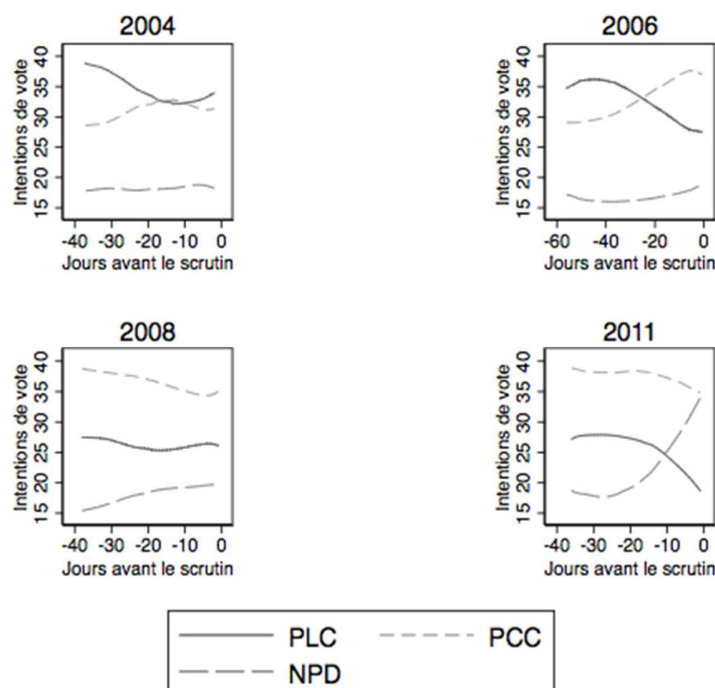 2004
2006
Intentions de vote
15 20 25 30 35 40
-40 -30 -20 -10 0
Jours avant le scrutin
Intentions de vote
15 20 25 30 35 40
-60 -40 -20 0
Jours avant le scrutin
2008
2011
Intentions de vote
15 20 25 30 35 40
-40 -30 -20 -10 0
Jours avant le scrutin
Intentions de vote
15 20 25 30 35 40
-40 -30 -20 -10 0
Jours avant le scrutin
PLC PCC
NPD